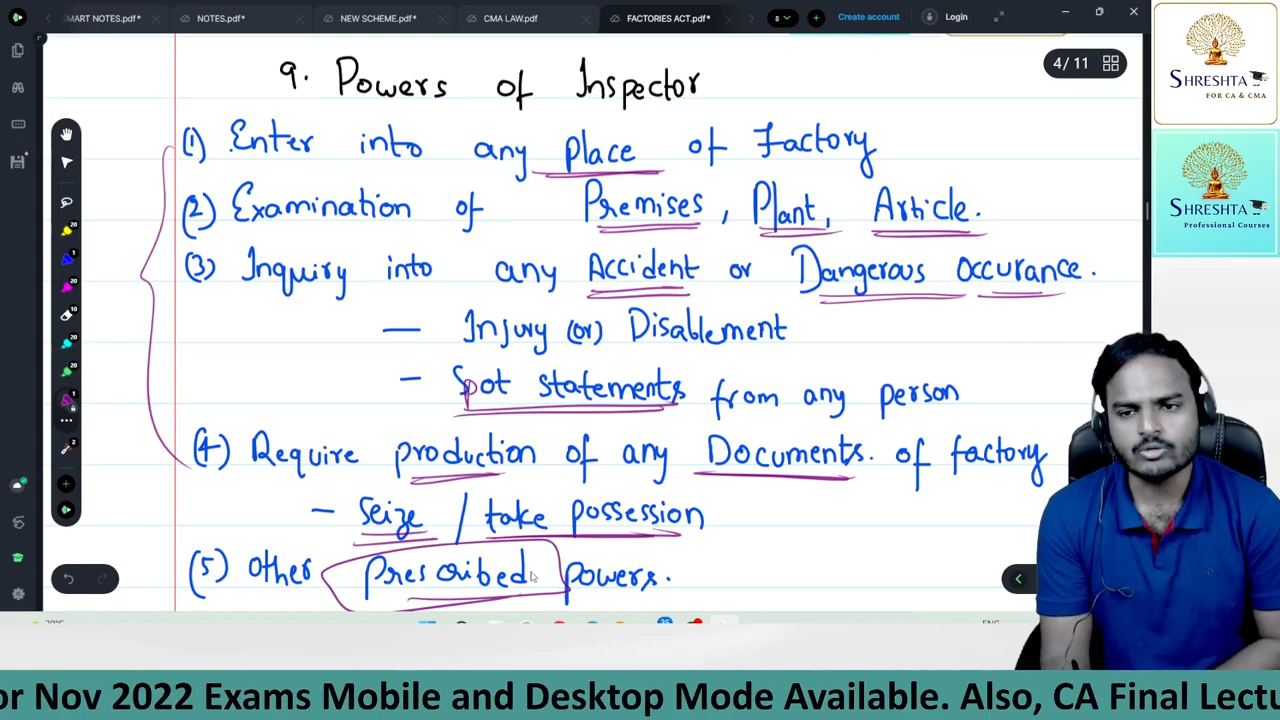 SMART NOTES.pdf*
NOTES.pdf*
NEW SCHEME.pdf*
CMA LAW.pdf
FACTORIES ACT.pdf*
8
Create account
Login
4/11
SHRESHTA
FOR CA & CMA
SHRESHTA
Professional Courses
9. Powers of Inspector
(1) Enter into any place of Factory
(2) Examination of Premises, Plant, Article.
(3) Inquiry into any Accident or Dangerous occurance.
— Injury (or) Disablement
- Spot statements from any person
(4) Require production of any Documents. of factory
- Seize / take possession
(5) Other Prescribed powers.
or Nov 2022 Exams Mobile and Desktop Mode Available. Also, CA Final Lectu